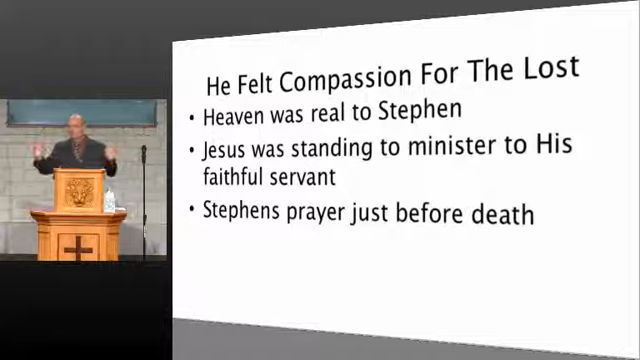 He Felt Compassion For The Lost
• Heaven was real to Stephen
• Jesus was standing to minister to His
faithful servant
• Stephens prayer just before death